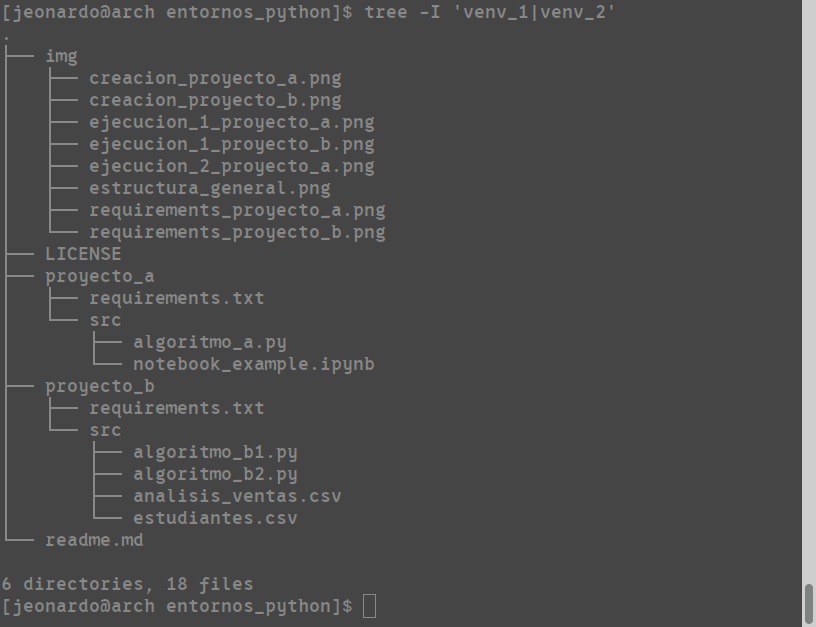 [jeonardo@arch entornos_python]$ tree -I 'venv_1|venv_2'
.
├── img
│   ├── creacion_proyecto_a.png
│   ├── creacion_proyecto_b.png
│   ├── ejecucion_1_proyecto_a.png
│   ├── ejecucion_1_proyecto_b.png
│   ├── ejecucion_2_proyecto_a.png
│   ├── estructura_general.png
│   ├── requirements_proyecto_a.png
│   └── requirements_proyecto_b.png
├── LICENSE
├── proyecto_a
│   ├── requirements.txt
│   └── src
│       ├── algoritmo_a.py
│       └── notebook_example.ipynb
├── proyecto_b
│   ├── requirements.txt
│   └── src
│       ├── algoritmo_b1.py
│       ├── algoritmo_b2.py
│       ├── analisis_ventas.csv
│       └── estudiantes.csv
└── readme.md

6 directories, 18 files
[jeonardo@arch entornos_python]$